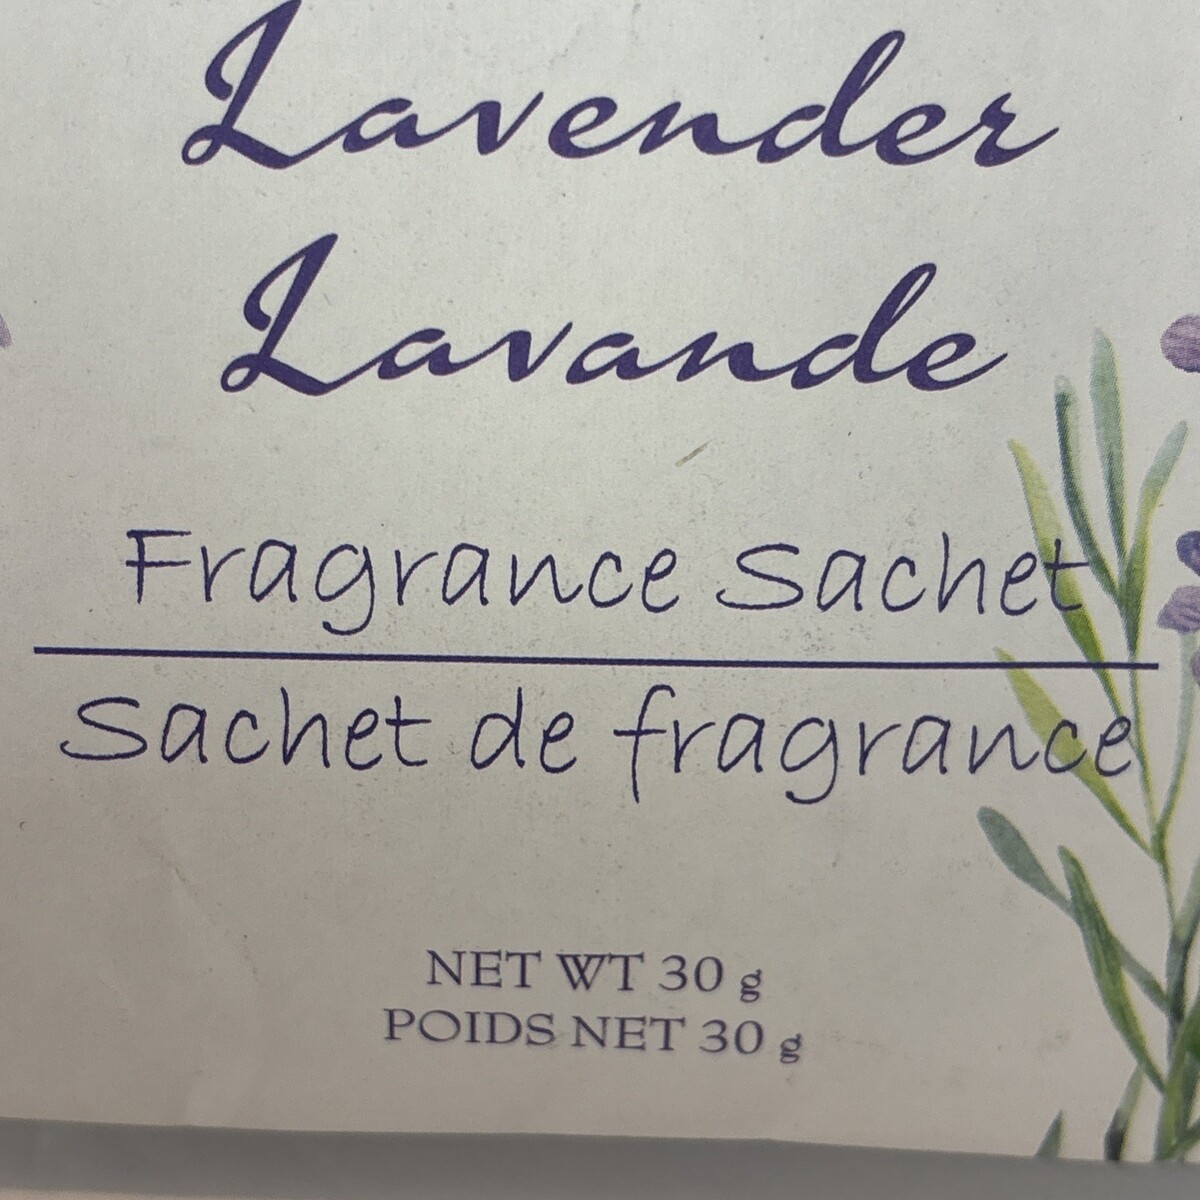 Lavender
Lavande
Fragrance Sachet
Sachet de fragrance
NET WT 30 g
POIDS NET 30 g